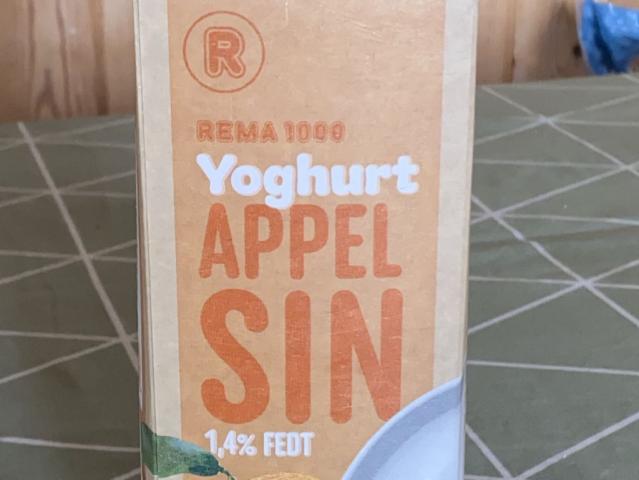 R
REMA 1000
Yoghurt
APPEL
SIN
1,4% FEDT